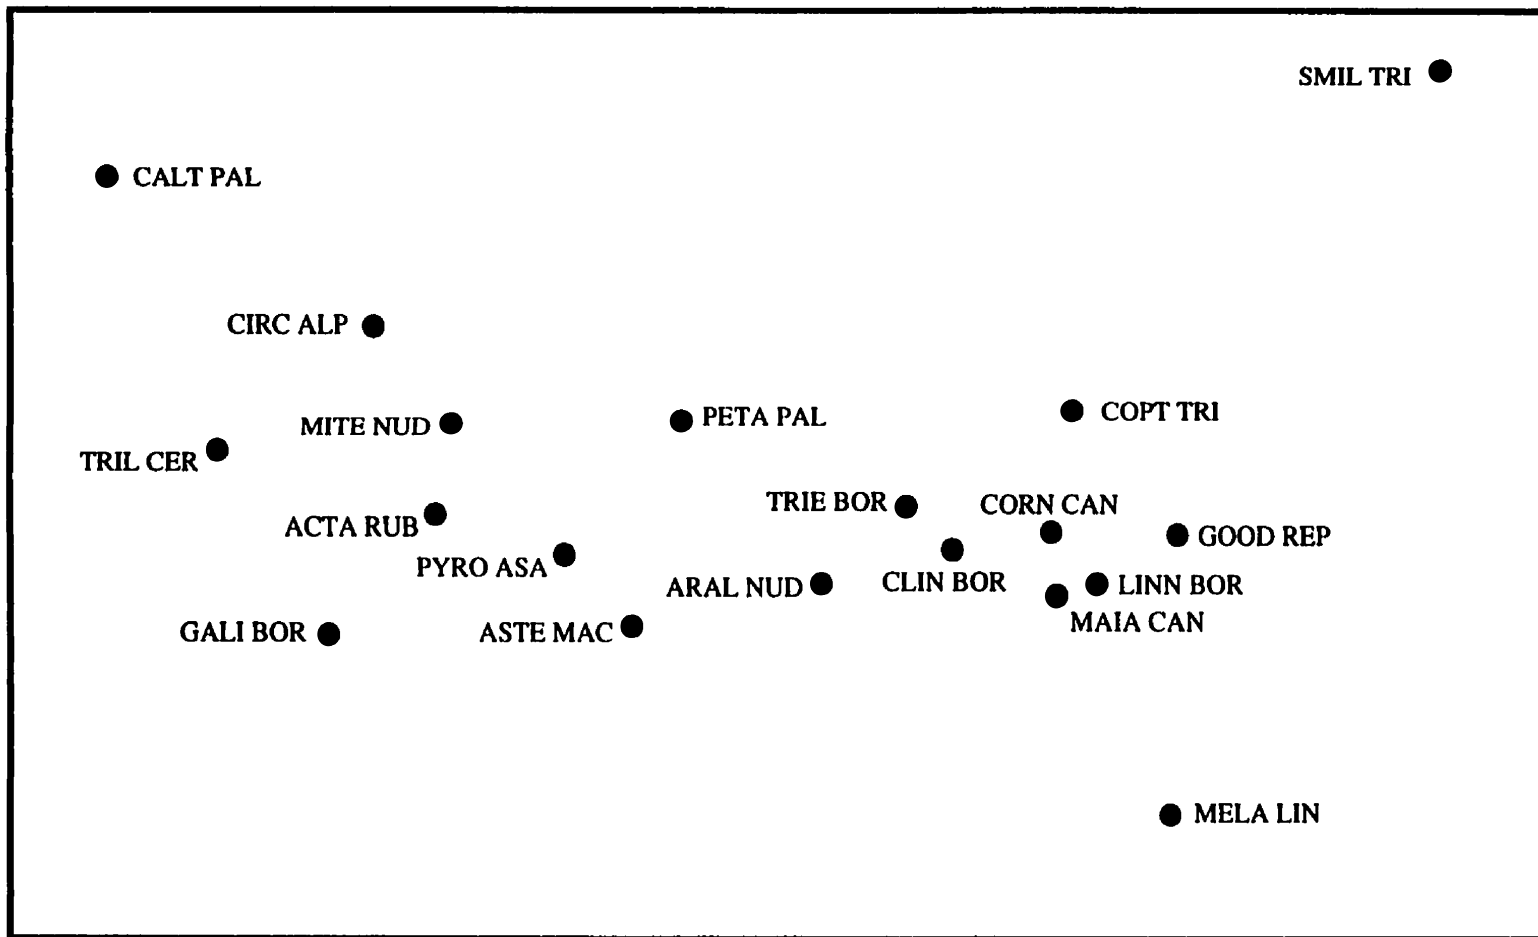 SMIL TRI
CALT PAL
CIRC ALP
PETA PAL
COPT TRI
MITE NUD
TRIL CER
TRIE BOR
CORN CAN
ACTA RUB
GOOD REP
PYRO ASA
CLIN BOR
ARAL NUD
LINN BOR
MAIA CAN
GALI BOR
ASTE MAC
MELA LIN